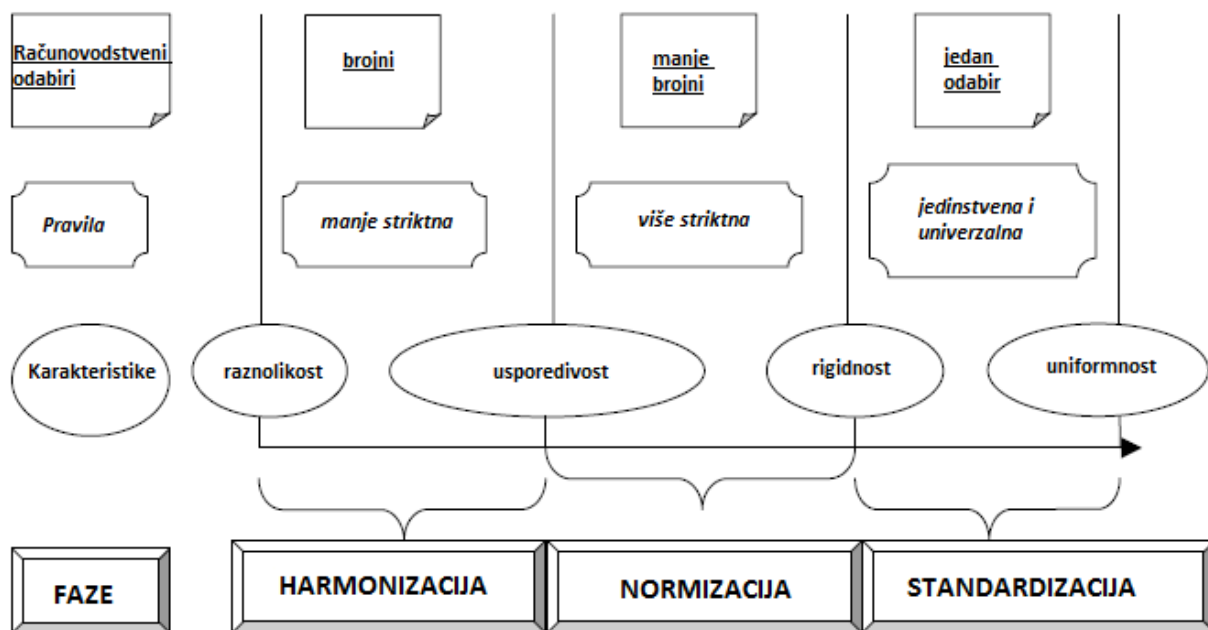 Računovodstveni
odabiri
brojni
manje
brojni
jedan
odabir
Pravila
manje striktna
više striktna
jedinstvena i
univerzalna
Karakteristike
raznolikost
usporedivost
rigidnost
uniformnost
FAZE
HARMONIZACIJA
NORMIZACIJA
STANDARDIZACIJA